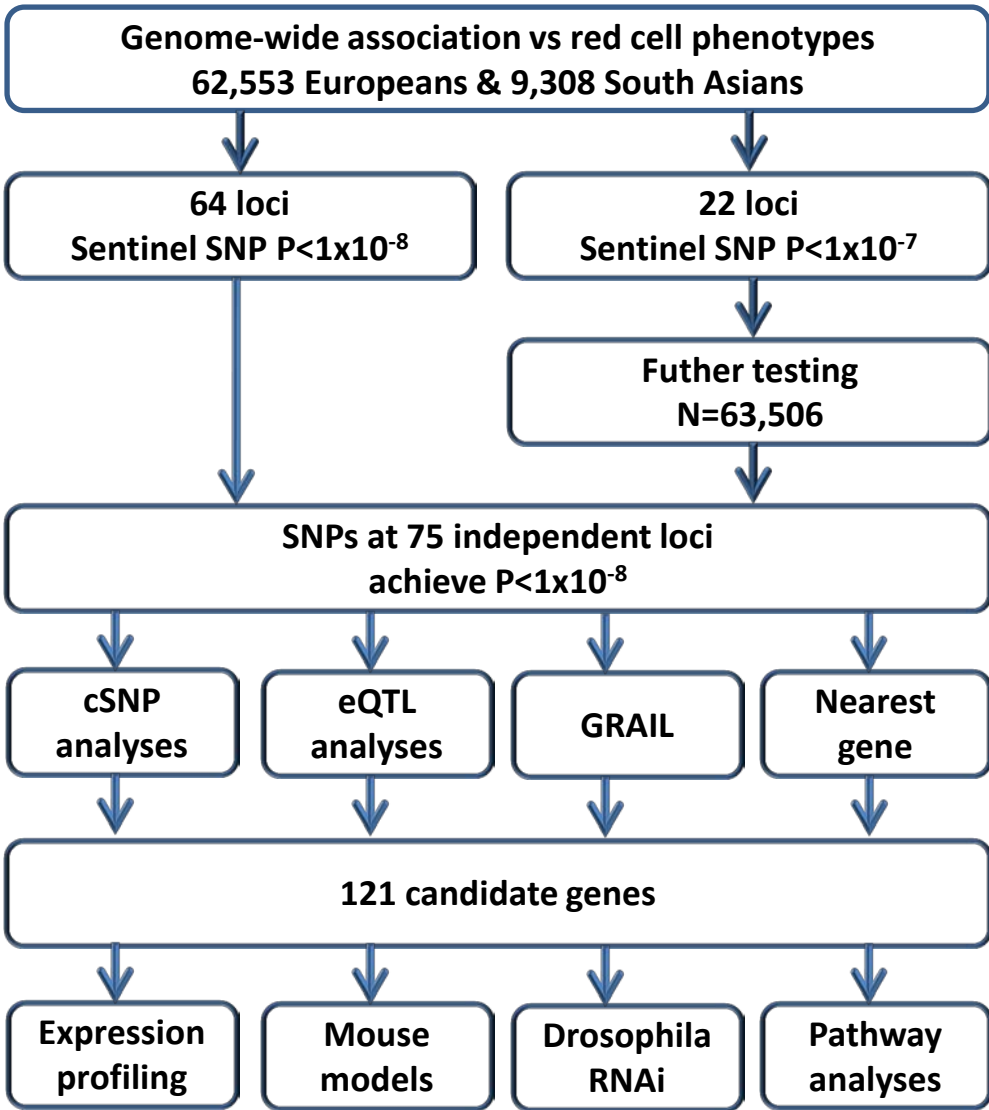 Genome-wide association vs red cell phenotypes
62,553 Europeans & 9,308 South Asians
64 loci
Sentinel SNP P<1x10⁻⁸
22 loci
Sentinel SNP P<1x10⁻⁷
Futher testing
N=63,506
SNPs at 75 independent loci
achieve P<1x10⁻⁸
cSNP
analyses
eQTL
analyses
GRAIL
Nearest
gene
121 candidate genes
Expression
profiling
Mouse
models
Drosophila
RNAi
Pathway
analyses